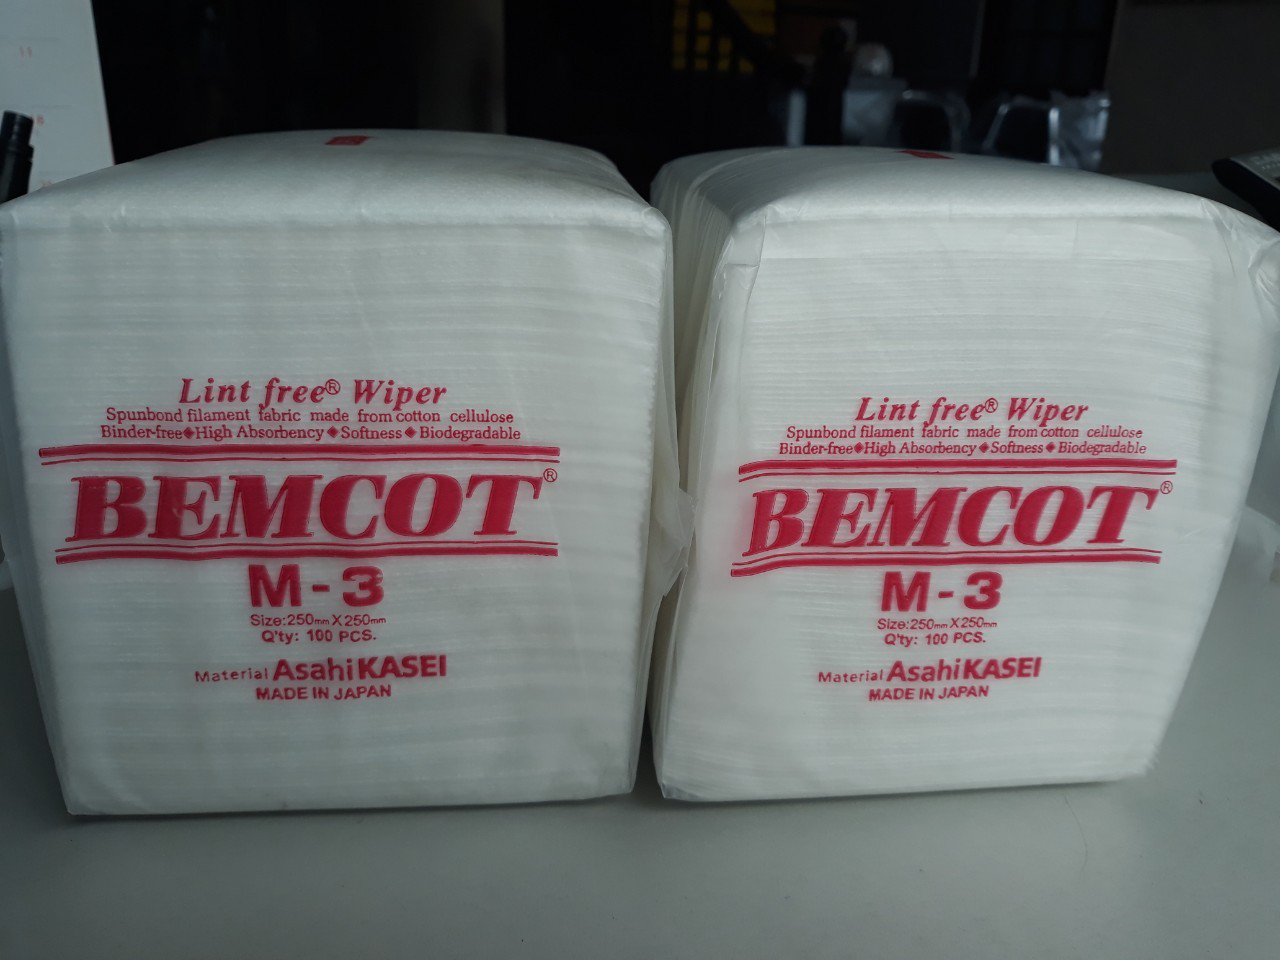 Lint free® Wiper
Spunbond filament fabric made from cotton cellulose
Binder-free◆High Absorbency◆Softness◆Biodegradable
BEMCOT®
M-3
Size:250mm X 250mm
Q'ty: 100 PCS.
Material AsahiKASEI
MADE IN JAPAN
Lint free® Wiper
Spunbond filament fabric made from cotton cellulose
Binder-free◆High Absorbency◆Softness◆Biodegradable
BEMCOT®
M-3
Size:250mm X 250mm
Q'ty: 100 PCS.
Material AsahiKASEI
MADE IN JAPAN